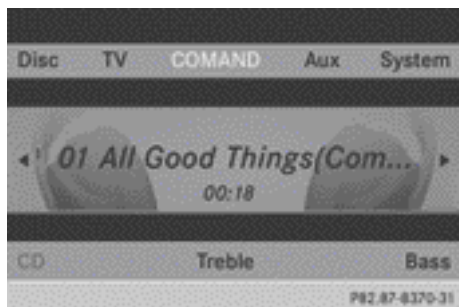 Disc TV COMAND Aux System
01 All Good Things(Com...
00:18
CD Treble Bass
P82.87-8370-31